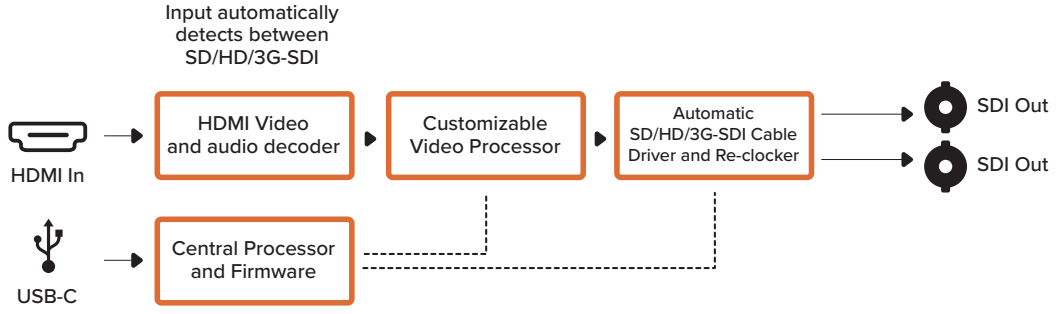 Input automatically
detects between
SD/HD/3G-SDI
HDMI In
HDMI Video
and audio decoder
Customizable
Video Processor
Automatic
SD/HD/3G-SDI Cable
Driver and Re-clocker
SDI Out
SDI Out
USB-C
Central Processor
and Firmware